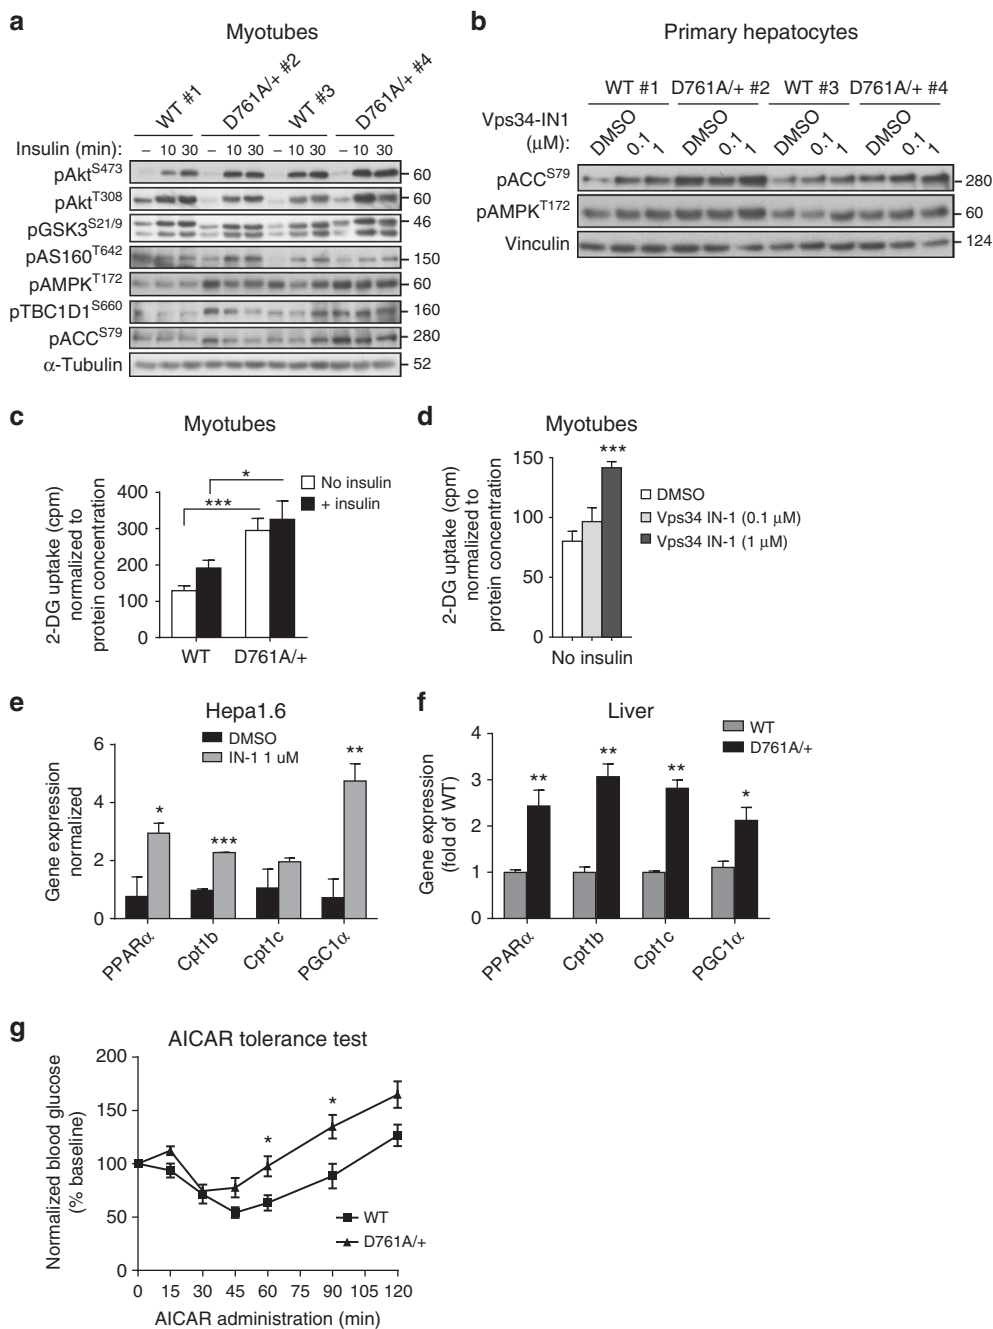 a
Myotubes
WT #1
D761A/+ #2
WT #3
D761A/+ #4
Insulin (min): – 10 30 – 10 30 – 10 30 – 10 30
pAkt^S473 60
pAkt^T308 60
pGSK3^S21/9 46
pAS160^T642 150
pAMPK^T172 60
pTBC1D1^S660 160
pACC^S79 280
α-Tubulin 52
b
Primary hepatocytes
WT #1 D761A/+ #2 WT #3 D761A/+ #4
Vps34-IN1
(μM):
DMSO 0.1 1 DMSO 0.1 1 DMSO 0.1 1 DMSO 0.1 1
pACC^S79 280
pAMPK^T172 60
Vinculin 124
c
Myotubes
2-DG uptake (cpm)
normalized to
protein concentration
400
300
200
100
0
***
*
No insulin
+ insulin
WT D761A/+
d
Myotubes
2-DG uptake (cpm)
normalized to
protein concentration
150
100
50
0
***
DMSO
Vps34 IN-1 (0.1 μM)
Vps34 IN-1 (1 μM)
No insulin
e
Hepa1.6
Gene expression
normalized
6
4
2
0
DMSO
IN-1 1 uM
*
***
**
PPARα Cpt1b Cpt1c PGC1α
f
Liver
Gene expression
(fold of WT)
4
3
2
1
0
WT
D761A/+
**
**
**
*
PPARα Cpt1b Cpt1c PGC1α
g
AICAR tolerance test
Normalized blood glucose
(% baseline)
200
150
100
50
0
*
*
WT
D761A/+
0 15 30 45 60 75 90 105 120
AICAR administration (min)